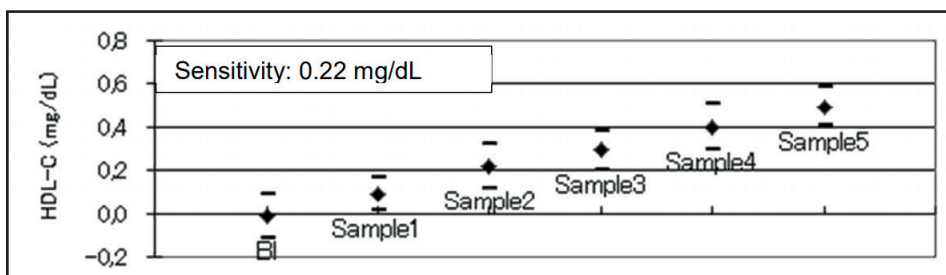 0,8
Sensitivity: 0.22 mg/dL
0,6
0,4
0,2
0,0
−0,2
HDL-C (mg/dL)
Bl
Sample1
Sample2
Sample3
Sample4
Sample5